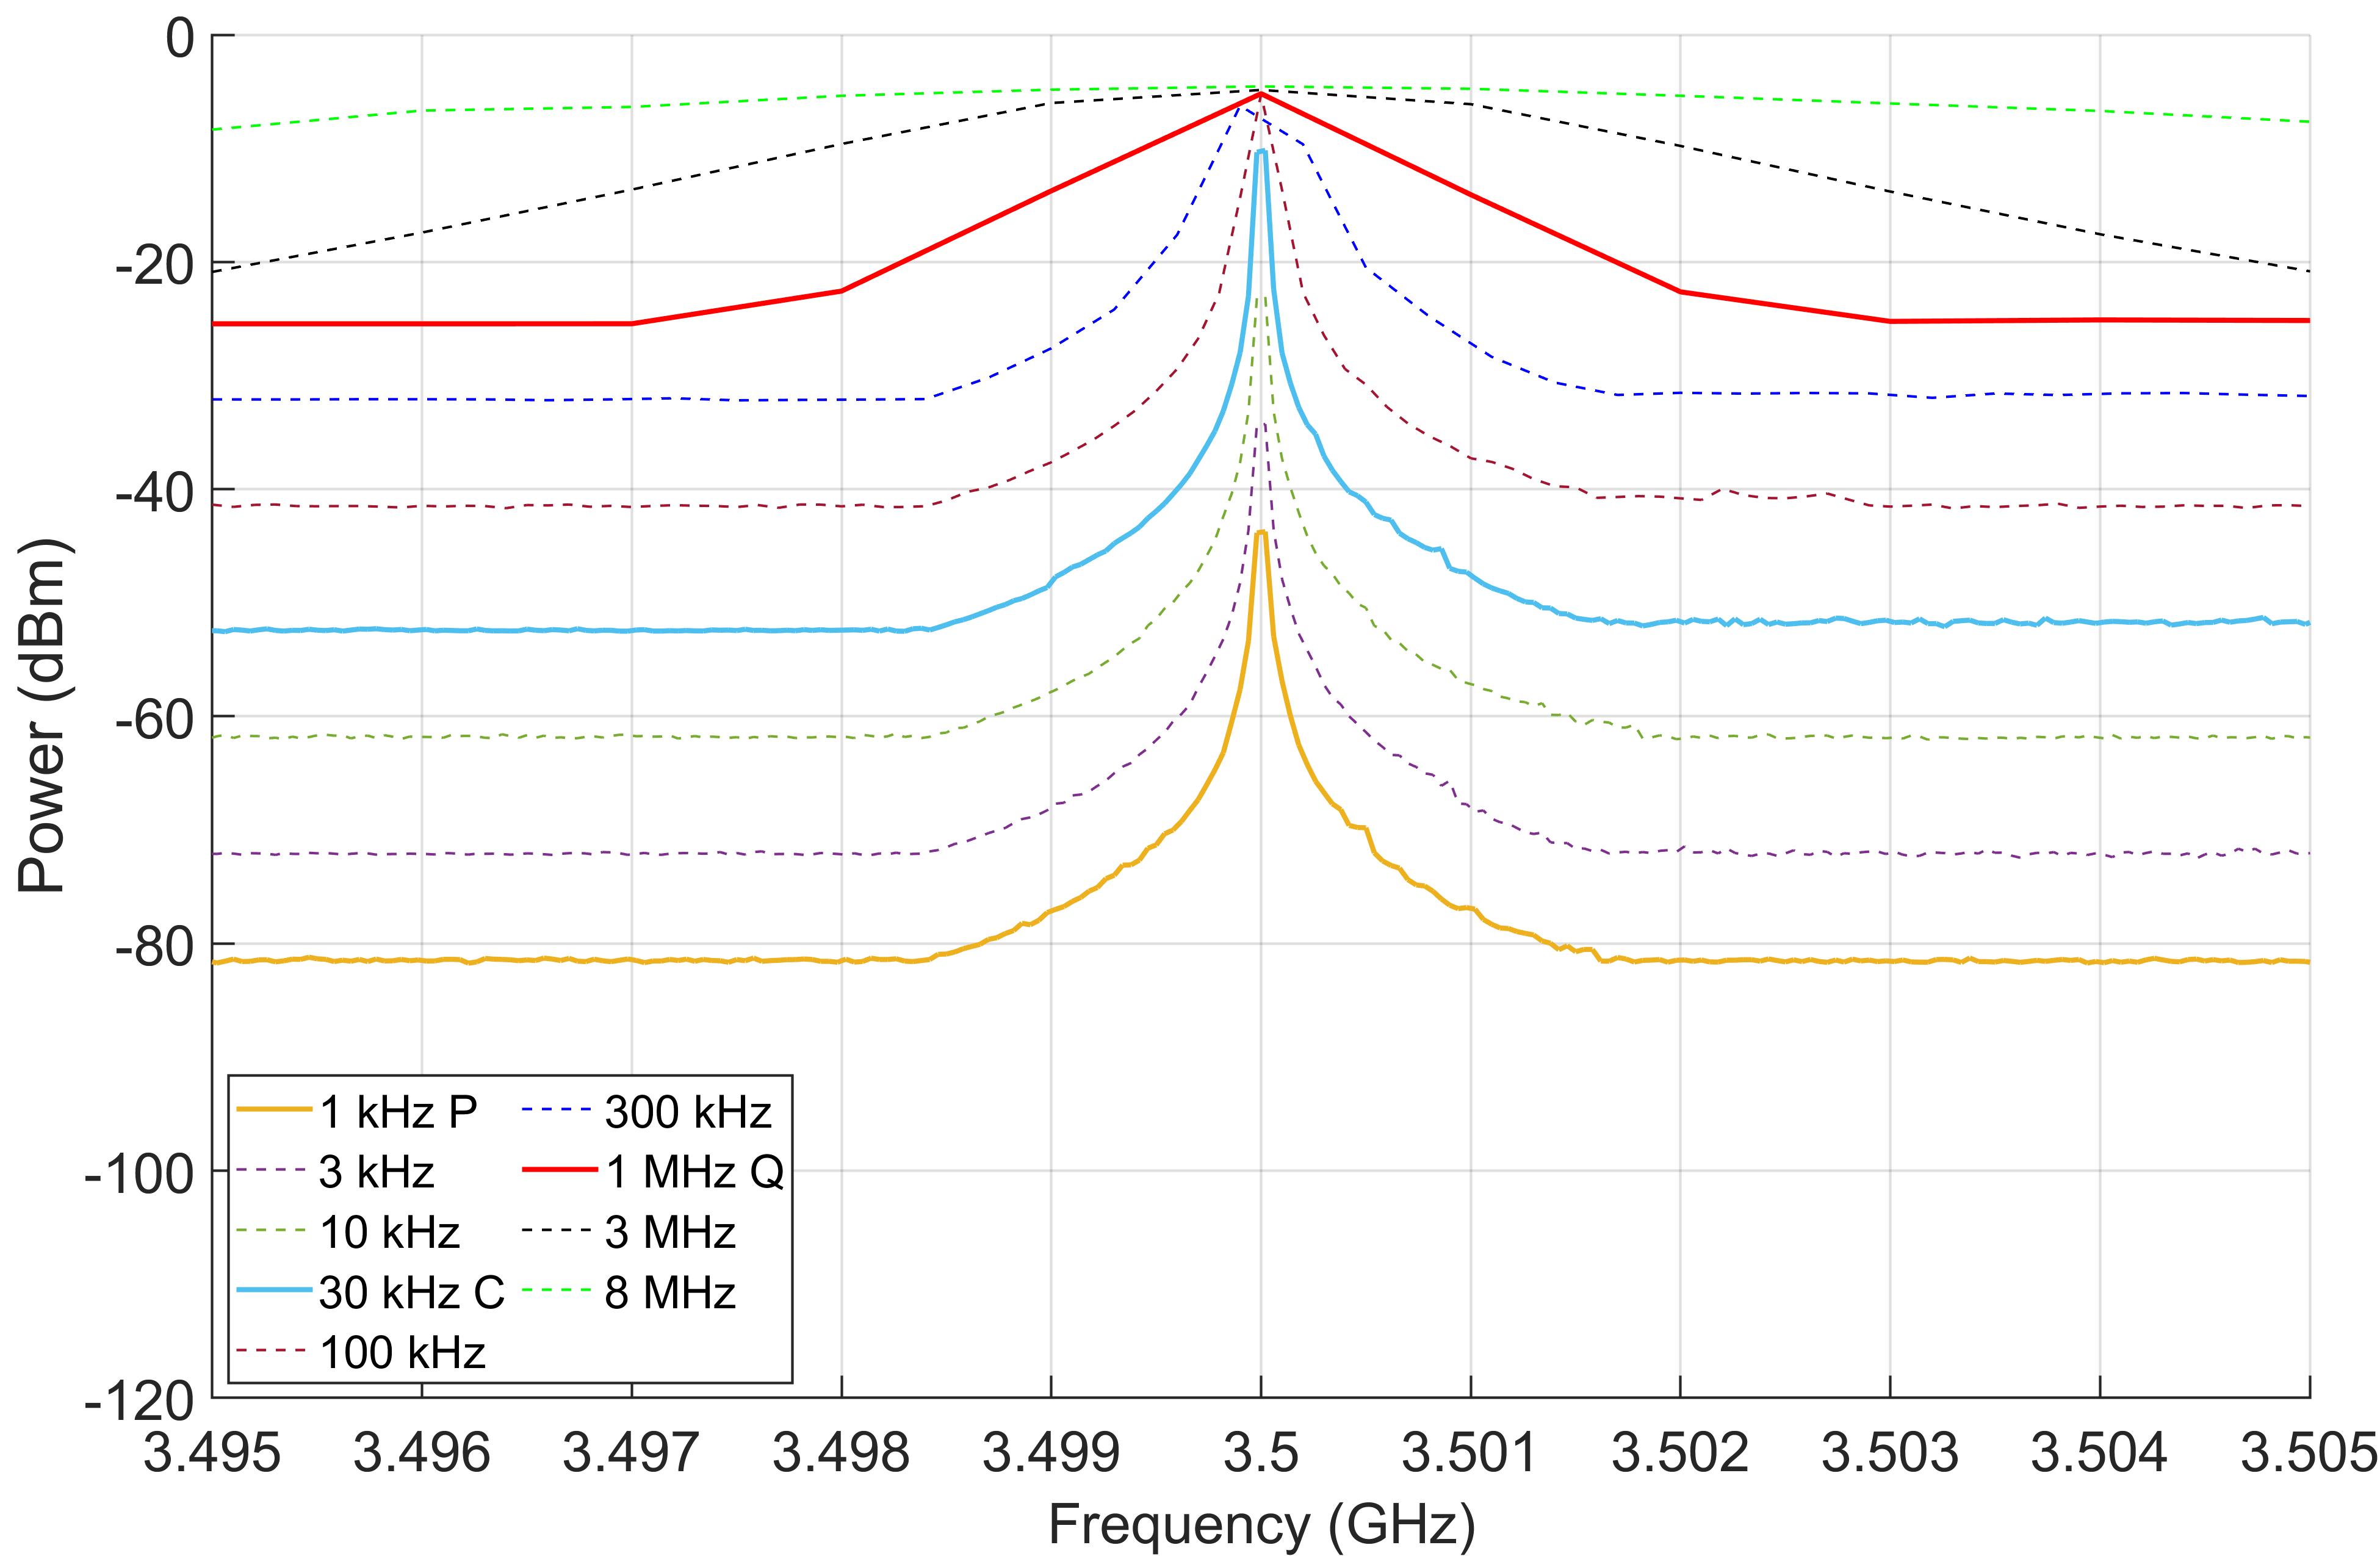 0
-20
-40
-60
-80
-100
-120
Power (dBm)
1 kHz P
3 kHz
10 kHz
30 kHz C
100 kHz
300 kHz
1 MHz Q
3 MHz
8 MHz
3.495 3.496 3.497 3.498 3.499 3.5 3.501 3.502 3.503 3.504 3.505
Frequency (GHz)